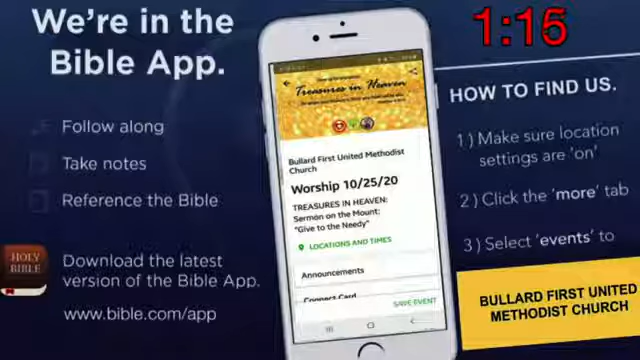 We're in the
Bible App.
Follow along
Take notes
Reference the Bible
HOLY
BIBLE
Download the latest
version of the Bible App.
www.bible.com/app
Treasures in Heaven
Bullard First United Methodist
Church
Worship 10/25/20
TREASURES IN HEAVEN:
Sermon on the Mount:
"Give to the Needy"
LOCATIONS AND TIMES
Announcements
Connect Card
SAVE EVENT
1:15
HOW TO FIND US.
1) Make sure location
settings are 'on'
2) Click the 'more' tab
3) Select 'events' to
BULLARD FIRST UNITED
METHODIST CHURCH